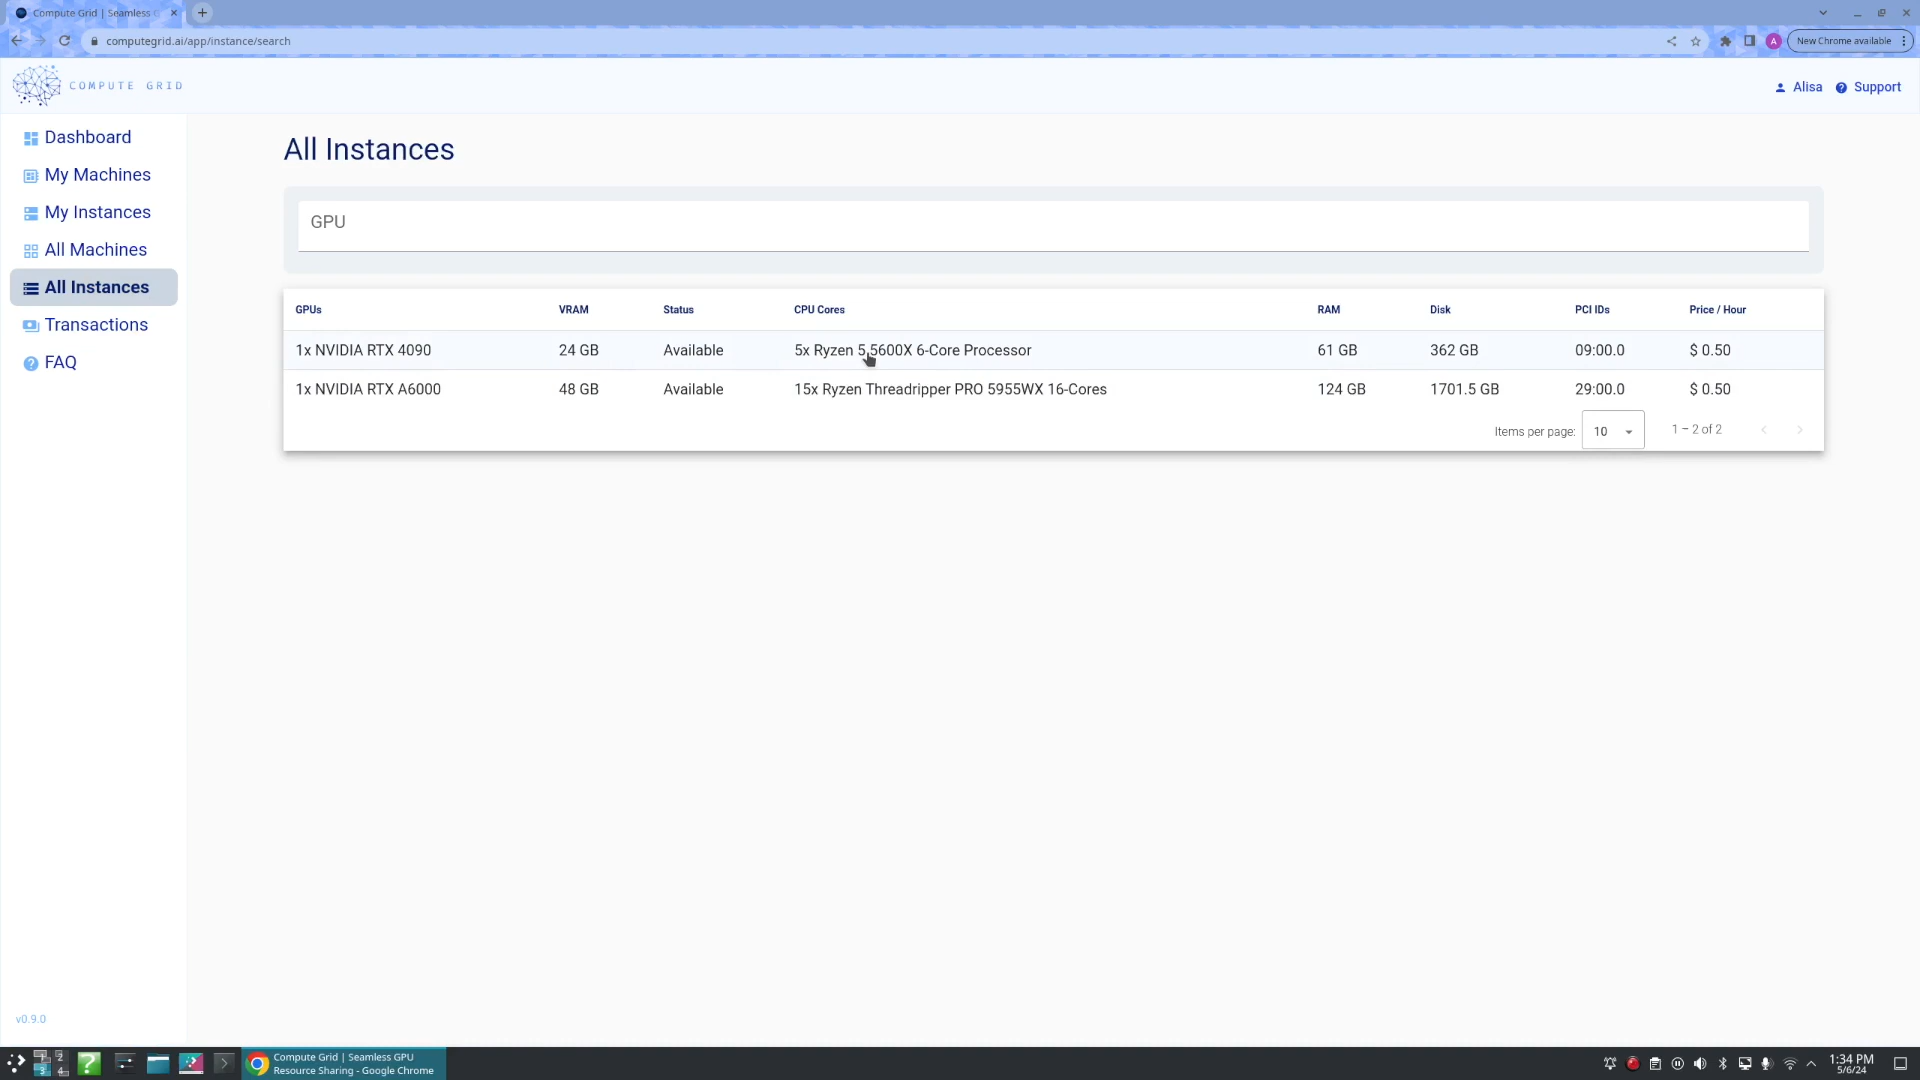 Compute Grid | Seamless
computegrid.ai/app/instance/search
A
New Chrome available
COMPUTE GRID
Alisa
Support
Dashboard
My Machines
My Instances
All Machines
All Instances
Transactions
FAQ
All Instances
GPU
GPUs VRAM Status CPU Cores RAM Disk PCI IDs Price / Hour
1x NVIDIA RTX 4090 24 GB Available 5x Ryzen 5 5600X 6-Core Processor 61 GB 362 GB 09:00.0 $ 0.50
1x NVIDIA RTX A6000 48 GB Available 15x Ryzen Threadripper PRO 5955WX 16-Cores 124 GB 1701.5 GB 29:00.0 $ 0.50
Items per page: 10 1 – 2 of 2
v0.9.0
2
3 4
Compute Grid | Seamless GPU
Resource Sharing - Google Chrome
1:34 PM
5/6/24